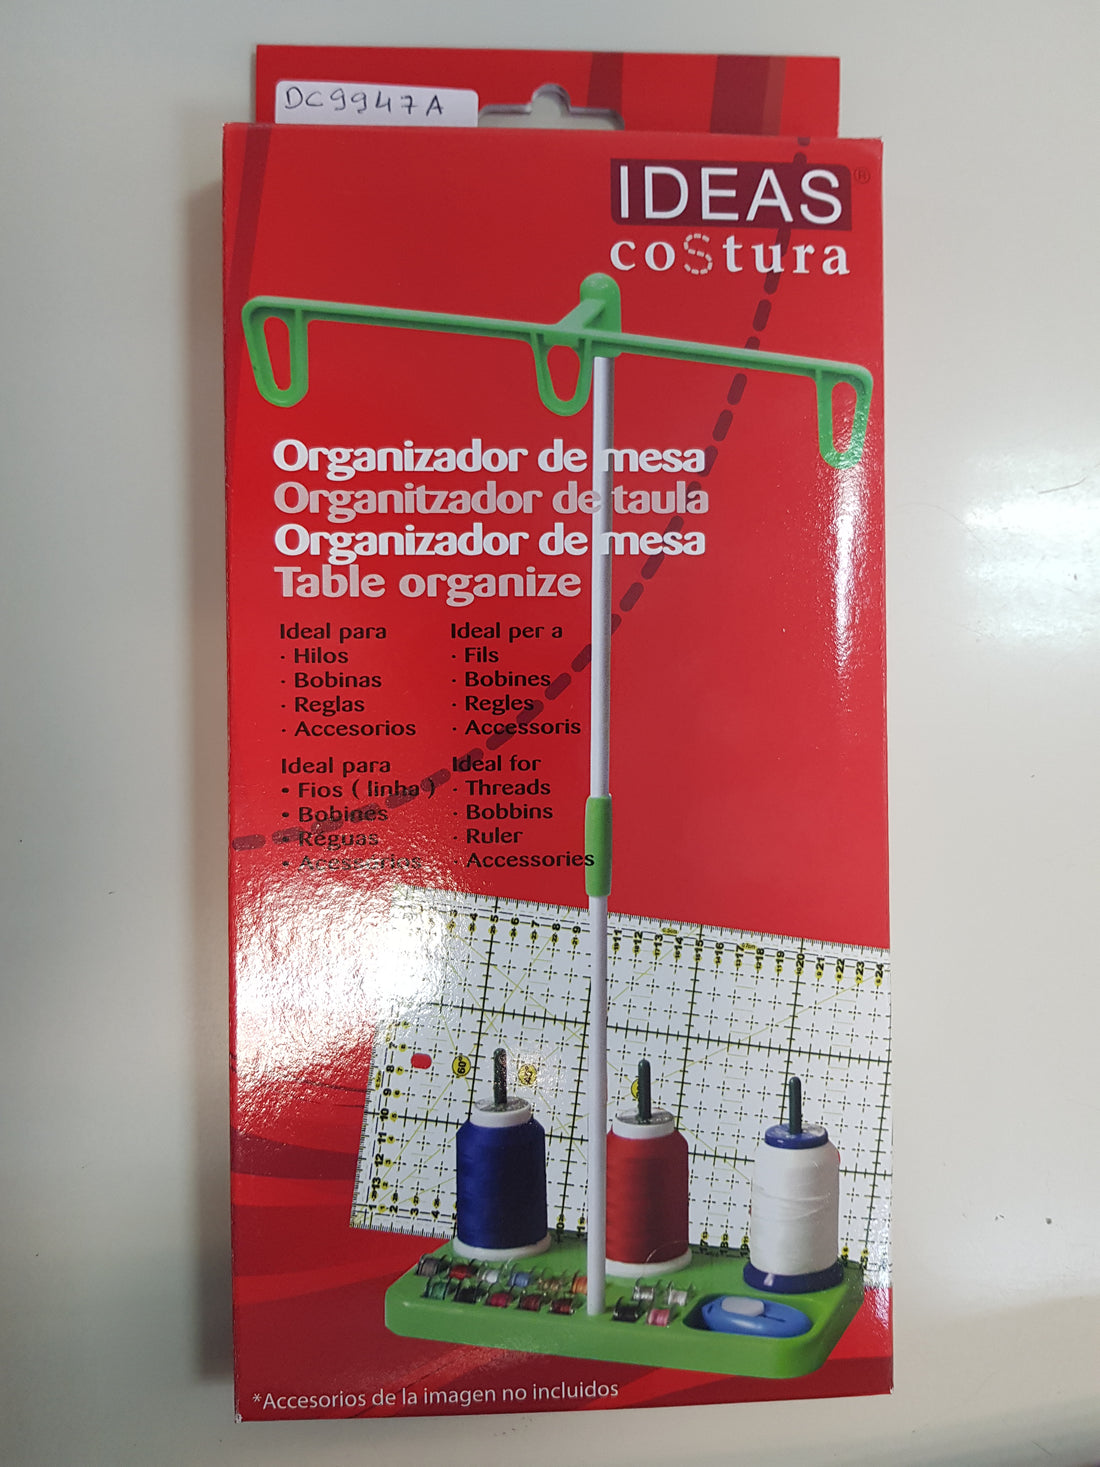 DC9947A
IDEAS ®
coStura
Organizador de mesa
Organitzador de taula
Organizador de mesa
Table organize
Ideal para
· Hilos
· Bobinas
· Reglas
· Accesorios
Ideal per a
· Fils
· Bobines
· Regles
· Accessoris
Ideal para
• Fios ( linha )
• Bobines
• Réguas
• Acessórios
Ideal for
· Threads
· Bobbins
· Ruler
· Accessories
*Accesorios de la imagen no incluidos